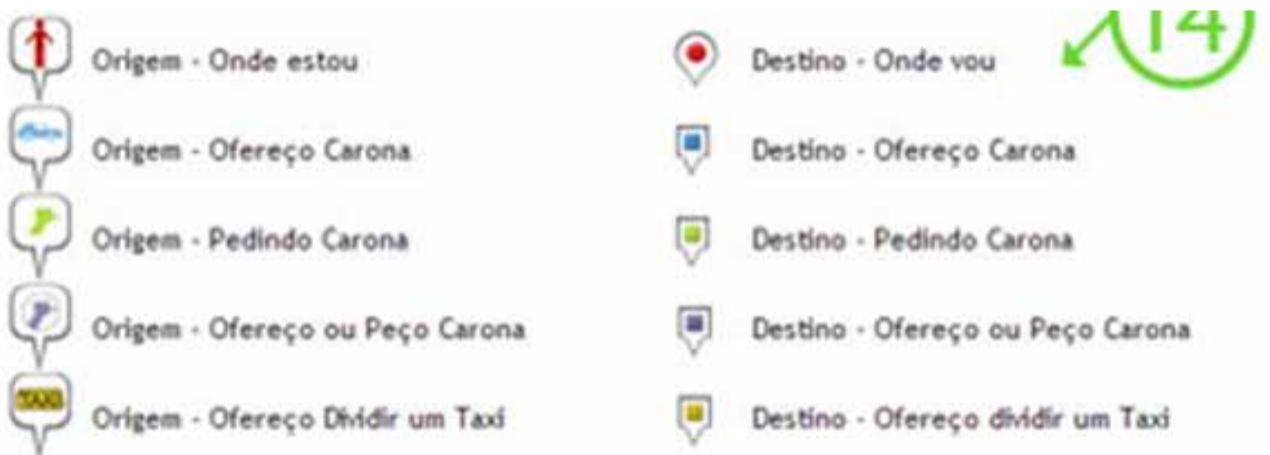 14
Origem - Onde estou
Destino - Onde vou
Origem - Ofereço Carona
Destino - Ofereço Carona
Origem - Pedindo Carona
Destino - Pedindo Carona
Origem - Ofereço ou Peço Carona
Destino - Ofereço ou Peço Carona
TAXI
Origem - Ofereço Dividir um Taxi
Destino - Ofereço dividir um Taxi